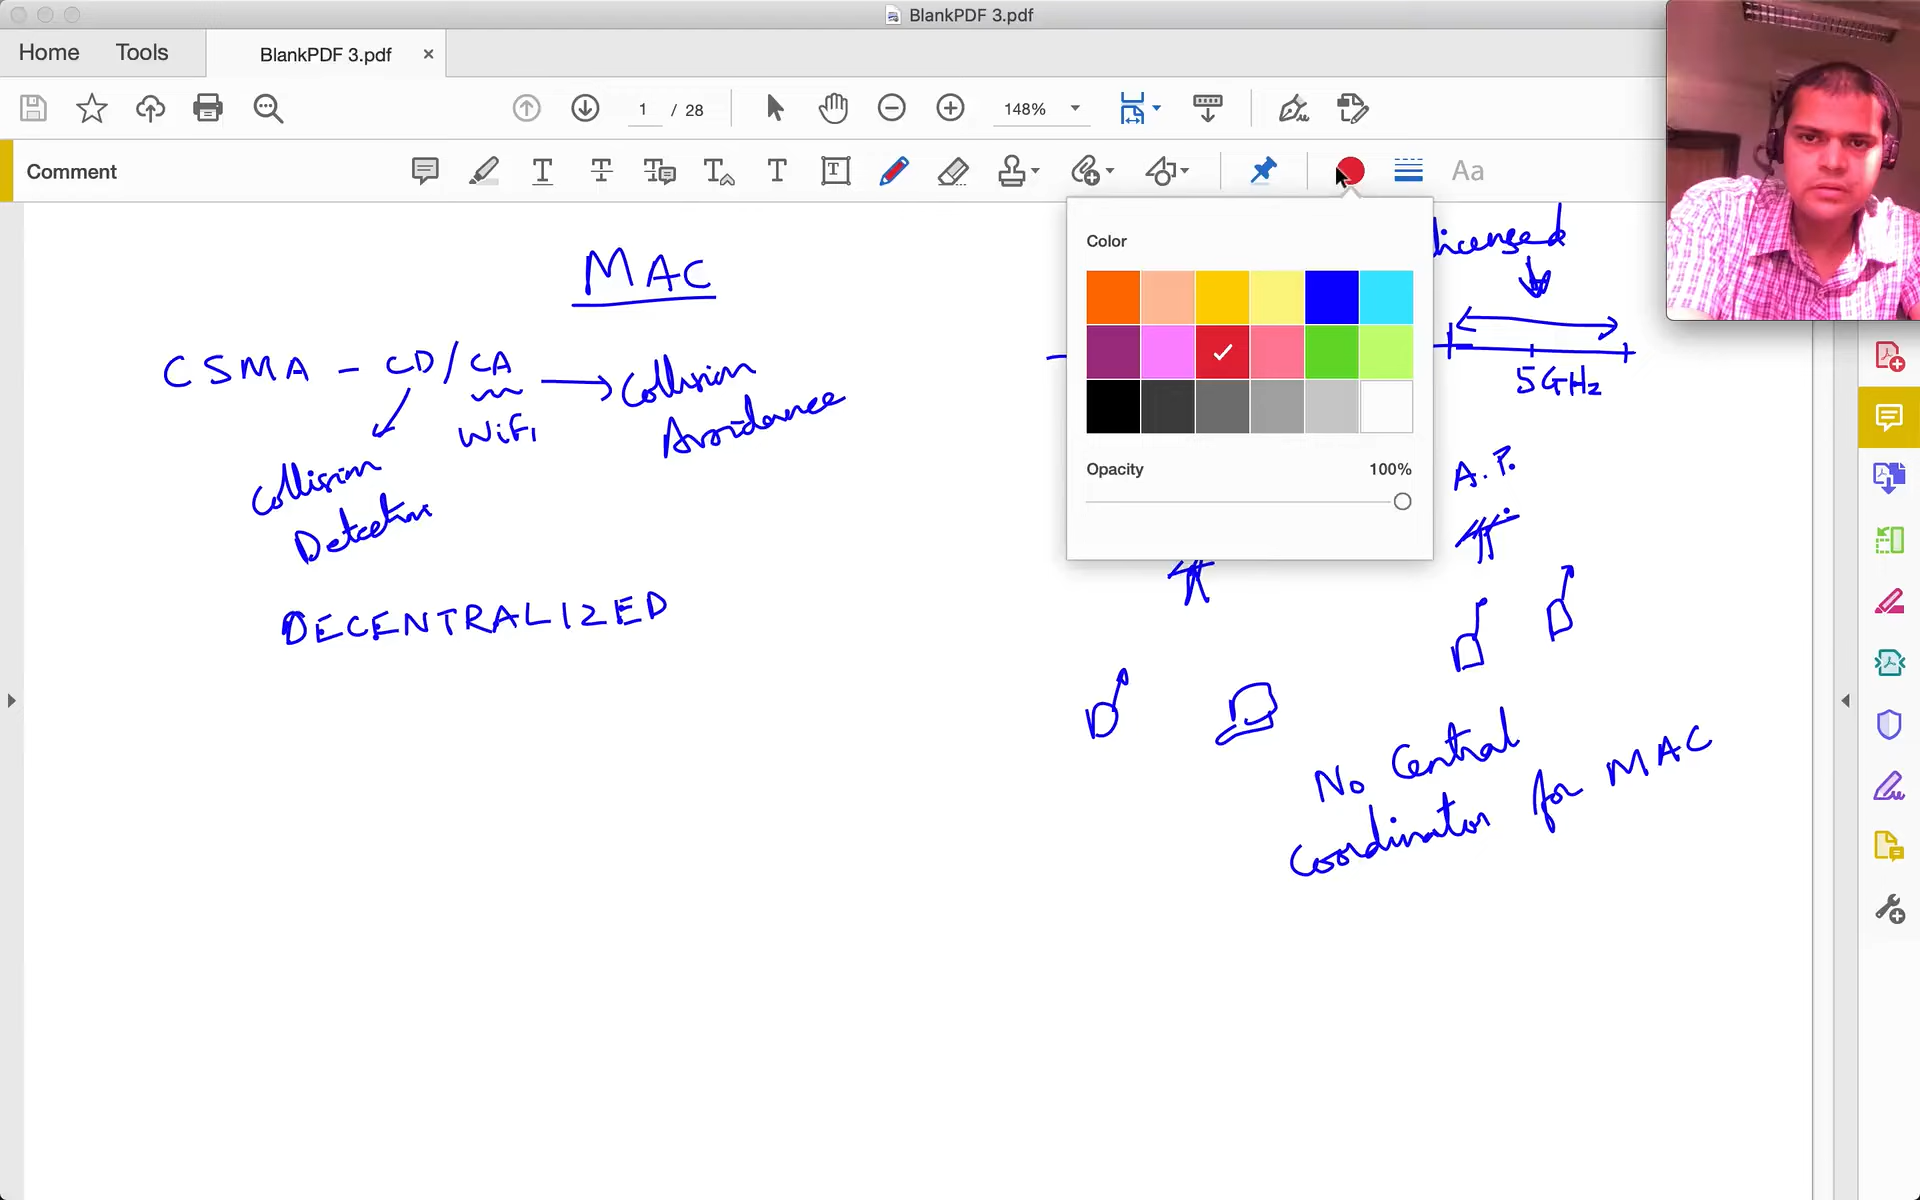 BlankPDF 3.pdf
Home Tools BlankPDF 3.pdf ×
1 / 28 148%
Comment Aa
Color
Opacity 100%
MAC
CSMA - CD/CA
WiFi
Collision
Avoidance
Collision
Detection
DECENTRALIZED
licensed
5GHz
A.P.
No Central
Coordinator for MAC